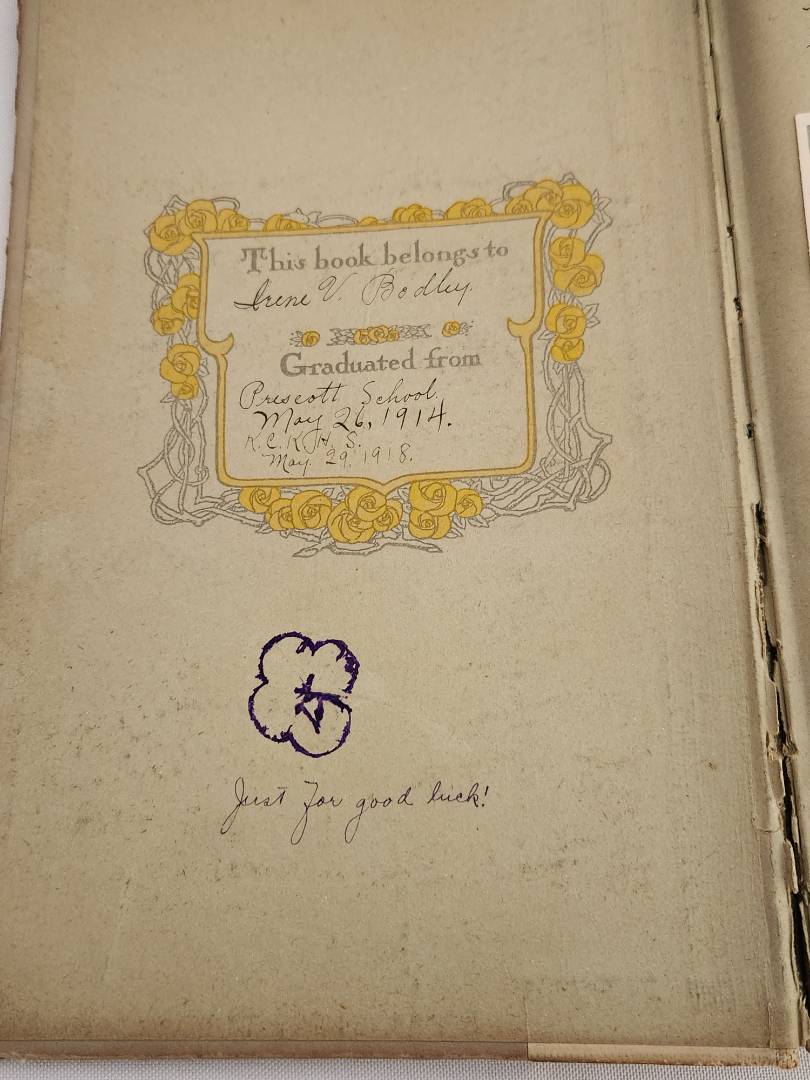 This book belongs to
Irene V. Bodley.
Graduated from
Prescott School.
May 26, 1914.
K.C.K.H.S.
May. 29, 1918.
Just for good luck!